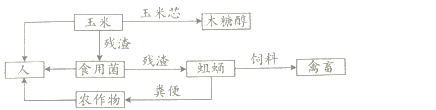 玉米 玉米芯 木糖醇
残渣
人 食用菌 残渣 蚯蚓 饲料 禽畜
农作物 粪便